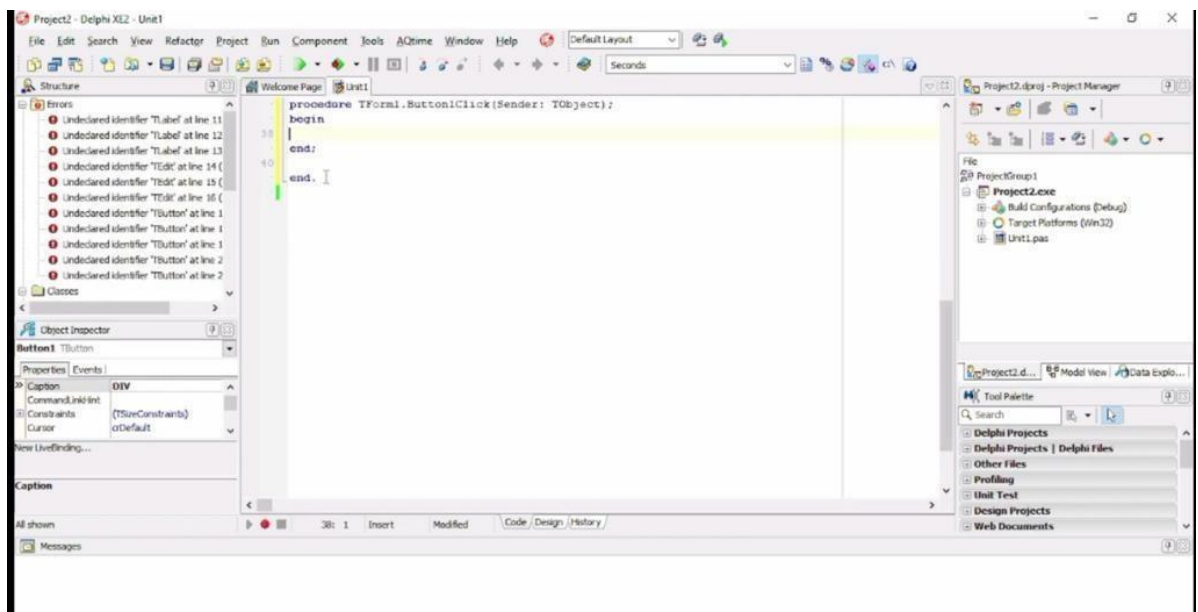 Project2 - Delphi XE2 - Unit1
File Edit Search View Refactor Project Run Component Tools AQtime Window Help Default Layout
Seconds
Structure
Errors
Undeclared identifier 'TLabel' at line 11
Undeclared identifier 'TLabel' at line 12
Undeclared identifier 'TLabel' at line 13
Undeclared identifier 'TEdit' at line 14 (
Undeclared identifier 'TEdit' at line 15 (
Undeclared identifier 'TEdit' at line 16 (
Undeclared identifier 'TButton' at line 1
Undeclared identifier 'TButton' at line 1
Undeclared identifier 'TButton' at line 1
Undeclared identifier 'TButton' at line 2
Undeclared identifier 'TButton' at line 2
Classes
Object Inspector
Button1 TButton
Properties Events
Caption DIV
CommandLinkHint
Constraints (TSizeConstraints)
Cursor crDefault
New LiveBinding...
Caption
All shown
Welcome Page Unit1
procedure TForm1.Button1Click(Sender: TObject);
begin
38
end;
40
end.
38: 1 Insert Modified Code Design History
Project2.dproj - Project Manager
File
ProjectGroup1
Project2.exe
Build Configurations (Debug)
Target Platforms (Win32)
Unit1.pas
Project2.d... Model View Data Explo...
Tool Palette
Search
Delphi Projects
Delphi Projects | Delphi Files
Other Files
Profiling
Unit Test
Design Projects
Web Documents
Messages